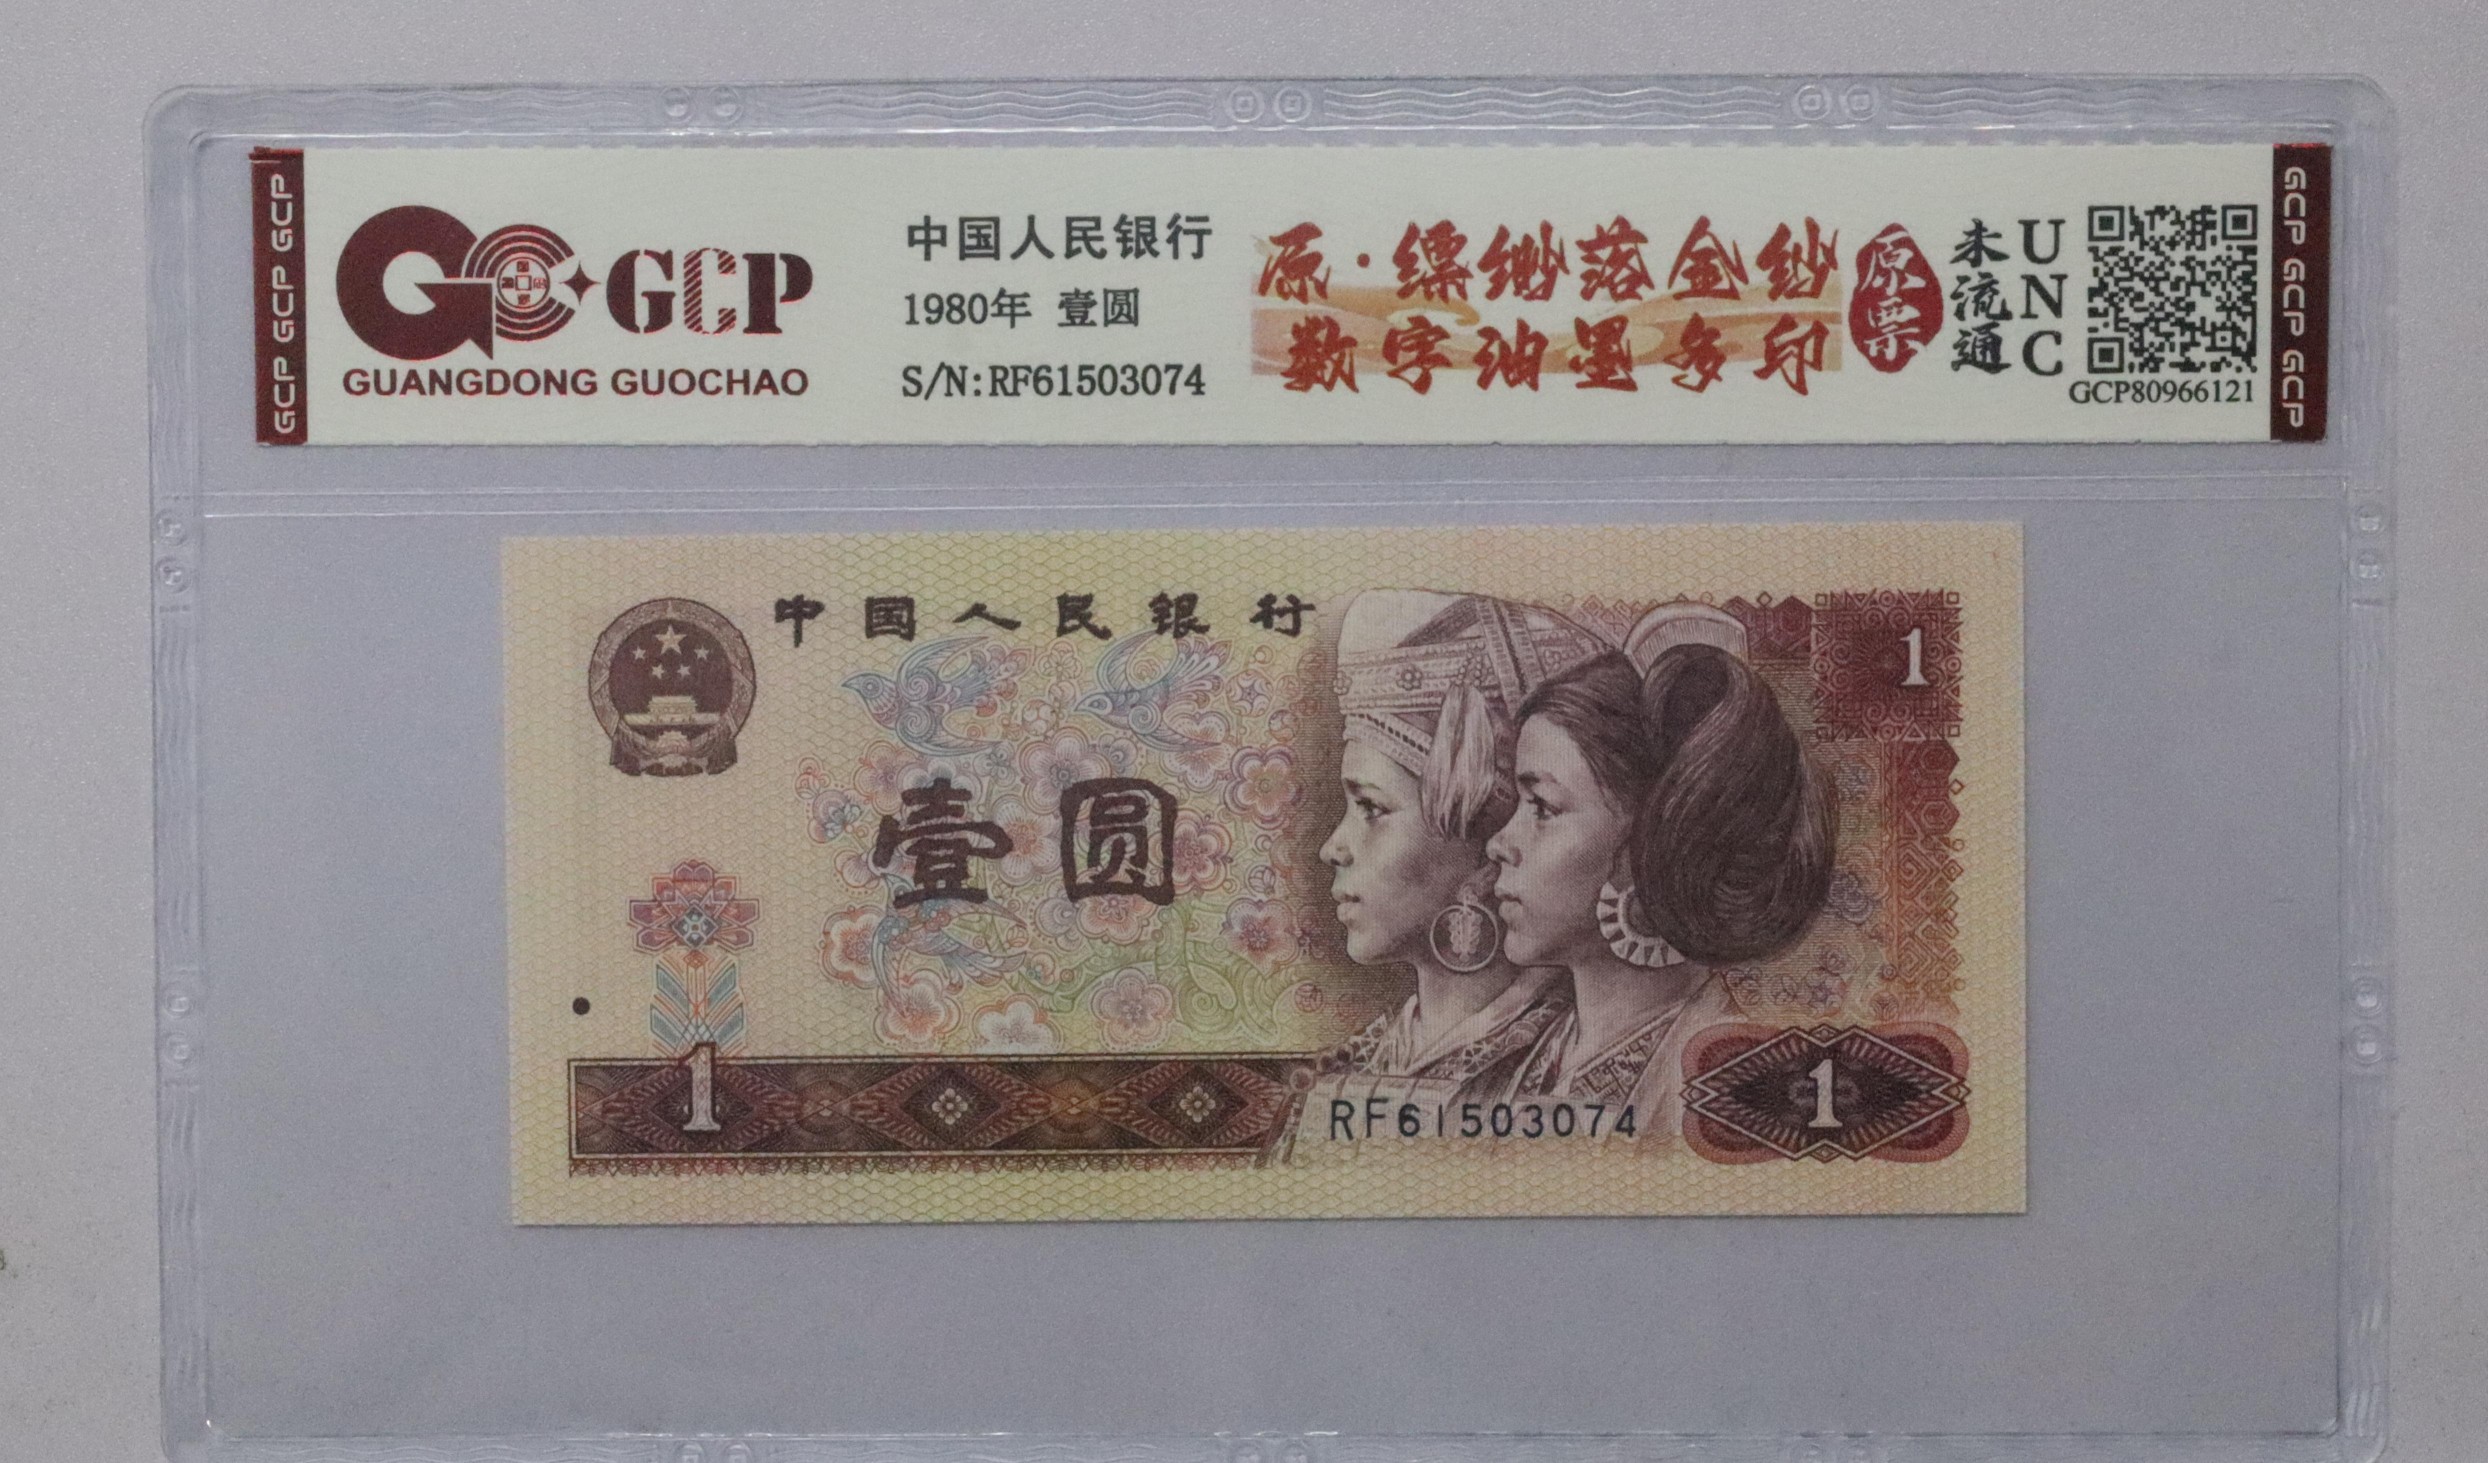 GCP GCP GCP
GCP
GUANGDONG GUOCHAO
中国人民银行
1980年 壹圆
S/N:RF61503074
原·缥缈落金纱
数字油墨多印
原票
未流通
UNC
GCP80966121
GCP GCP GCP
中国人民银行
1
壹圆
1
RF61503074
1